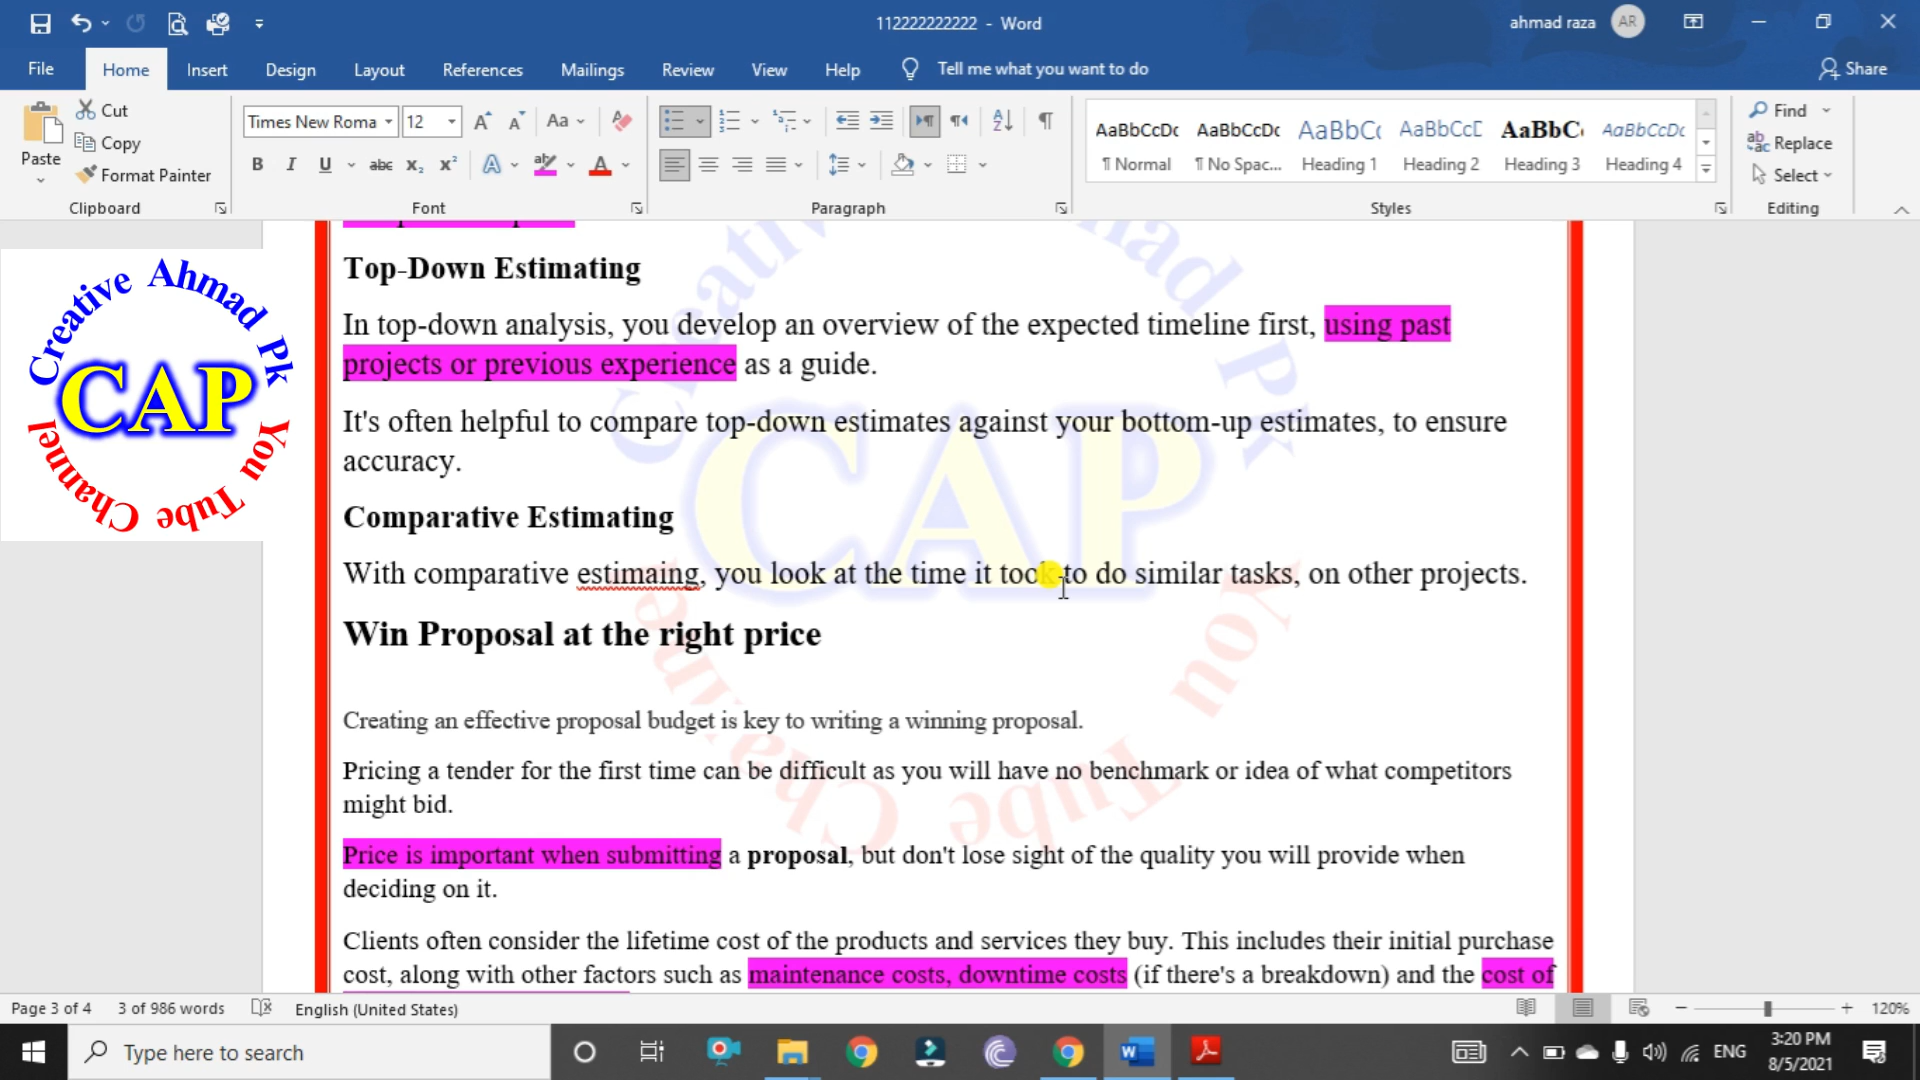 112222222222 - Word
ahmad raza AR
File Home Insert Design Layout References Mailings Review View Help Tell me what you want to do Share
Paste
Cut
Copy
Format Painter
Clipboard
Times New Roma 12
Font
Paragraph
AaBbCcDc AaBbCcDc AaBbC( AaBbCcD AaBbC AaBbCcDc
¶ Normal ¶ No Spac... Heading 1 Heading 2 Heading 3 Heading 4
Styles
Find
Replace
Select
Editing
Creative Ahmad Pk
CAP
You Tube Channel
Top-Down Estimating
In top-down analysis, you develop an overview of the expected timeline first, using past
projects or previous experience as a guide.
It's often helpful to compare top-down estimates against your bottom-up estimates, to ensure
accuracy.
Comparative Estimating
With comparative estimaing, you look at the time it took to do similar tasks, on other projects.
Win Proposal at the right price
Creating an effective proposal budget is key to writing a winning proposal.
Pricing a tender for the first time can be difficult as you will have no benchmark or idea of what competitors
might bid.
Price is important when submitting a proposal, but don't lose sight of the quality you will provide when
deciding on it.
Clients often consider the lifetime cost of the products and services they buy. This includes their initial purchase
cost, along with other factors such as maintenance costs, downtime costs (if there's a breakdown) and the cost of
Page 3 of 4 3 of 986 words English (United States) 120%
Type here to search
ENG
3:20 PM
8/5/2021